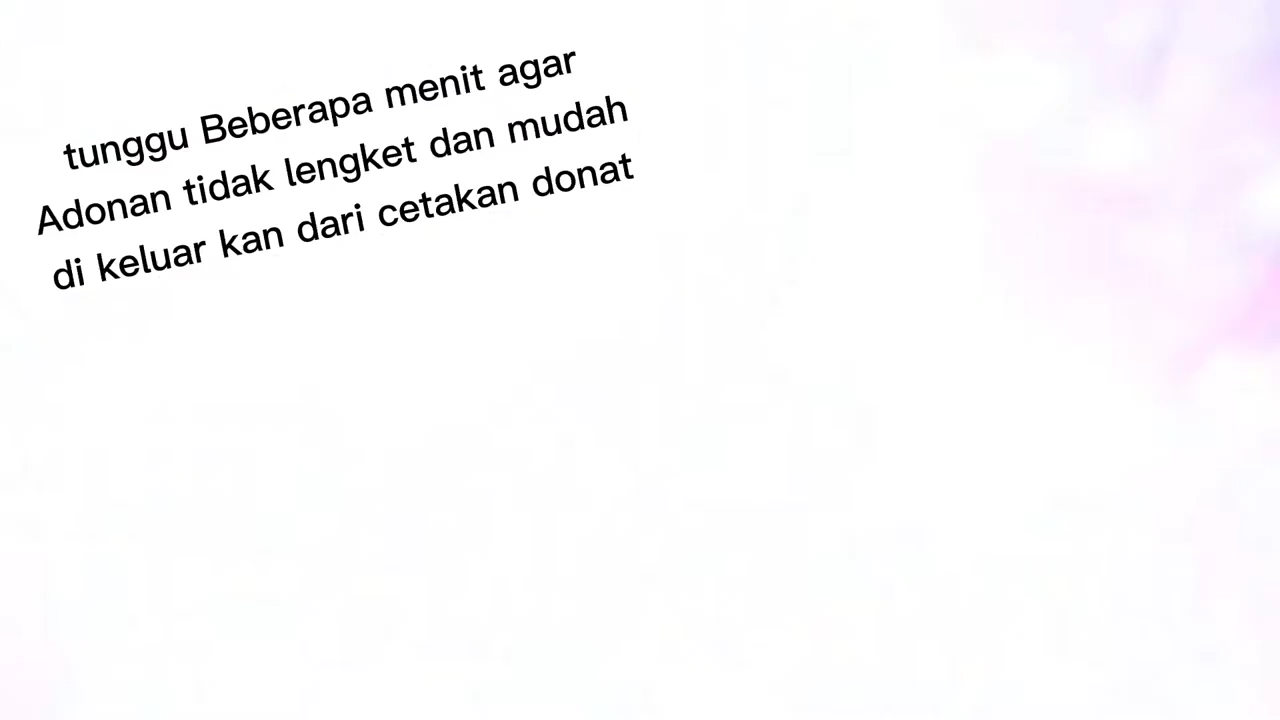 tunggu Beberapa menit agar
Adonan tidak lengket dan mudah
di keluar kan dari cetakan donat